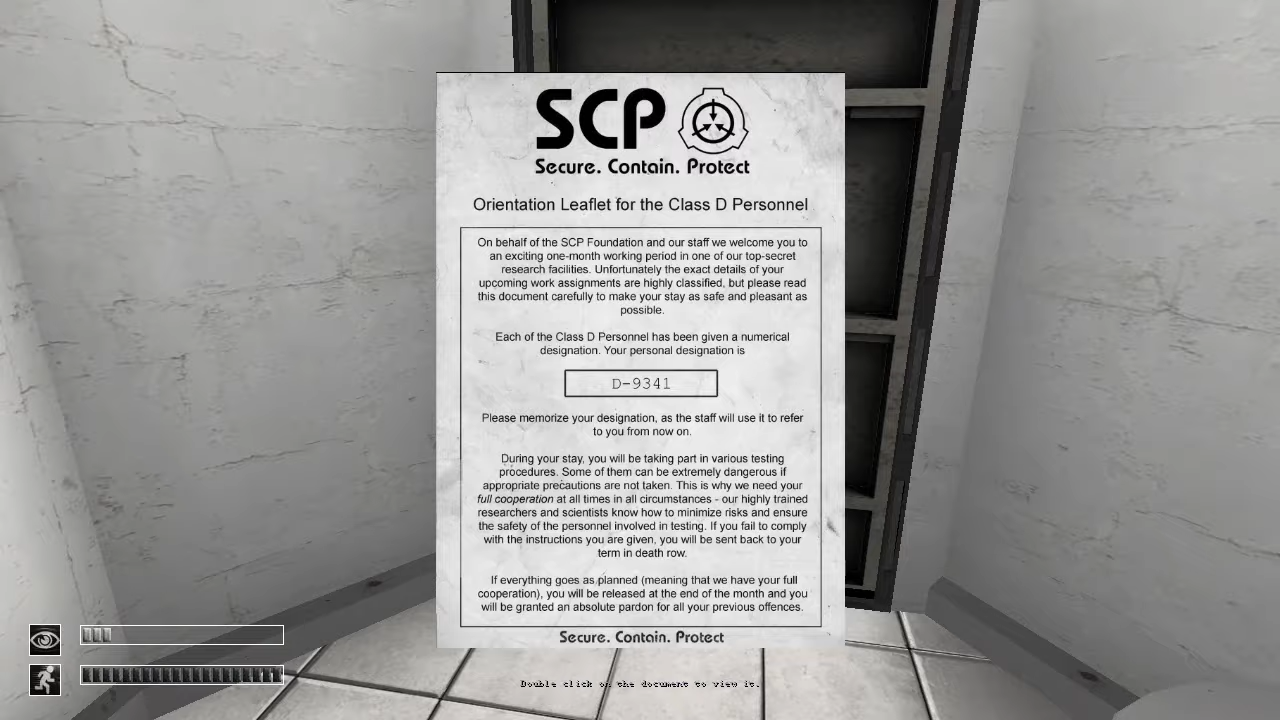 SCP
Secure. Contain. Protect
Orientation Leaflet for the Class D Personnel
On behalf of the SCP Foundation and our staff we welcome you to
an exciting one-month working period in one of our top-secret
research facilities. Unfortunately the exact details of your
upcoming work assignments are highly classified, but please read
this document carefully to make your stay as safe and pleasant as
possible.
Each of the Class D Personnel has been given a numerical
designation. Your personal designation is
D-9341
Please memorize your designation, as the staff will use it to refer
to you from now on.
During your stay, you will be taking part in various testing
procedures. Some of them can be extremely dangerous if
appropriate precautions are not taken. This is why we need your
full cooperation at all times in all circumstances - our highly trained
researchers and scientists know how to minimize risks and ensure
the safety of the personnel involved in testing. If you fail to comply
with the instructions you are given, you will be sent back to your
term in death row.
If everything goes as planned (meaning that we have your full
cooperation), you will be released at the end of the month and you
will be granted an absolute pardon for all your previous offences.
Secure. Contain. Protect
Double click on the document to view it.